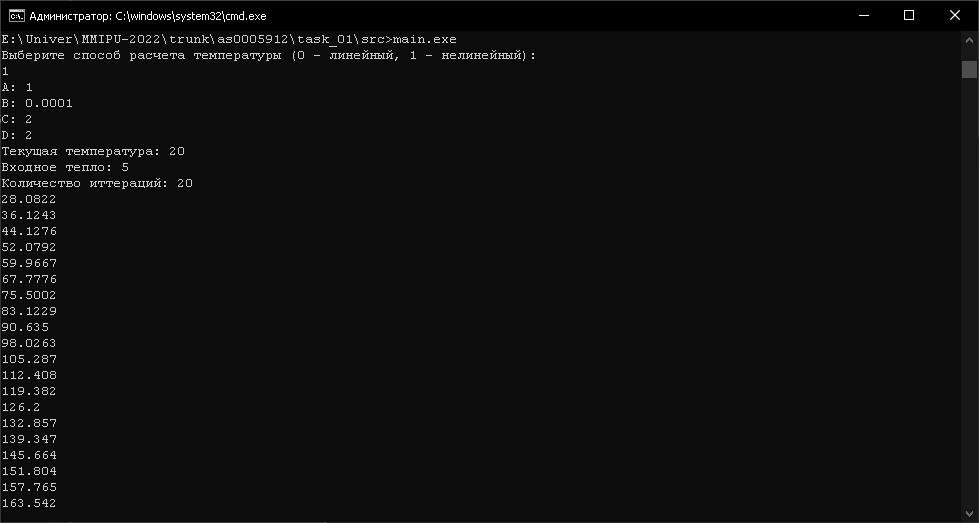 Администратор: C:\windows\system32\cmd.exe
E:\Univer\MMIPU-2022\trunk\as0005912\task_01\src>main.exe
Выберите способ расчета температуры (0 - линейный, 1 - нелинейный):
1
A: 1
B: 0.0001
C: 2
D: 2
Текущая температура: 20
Входное тепло: 5
Количество иттераций: 20
28.0822
36.1243
44.1276
52.0792
59.9667
67.7776
75.5002
83.1229
90.635
98.0263
105.287
112.408
119.382
126.2
132.857
139.347
145.664
151.804
157.765
163.542